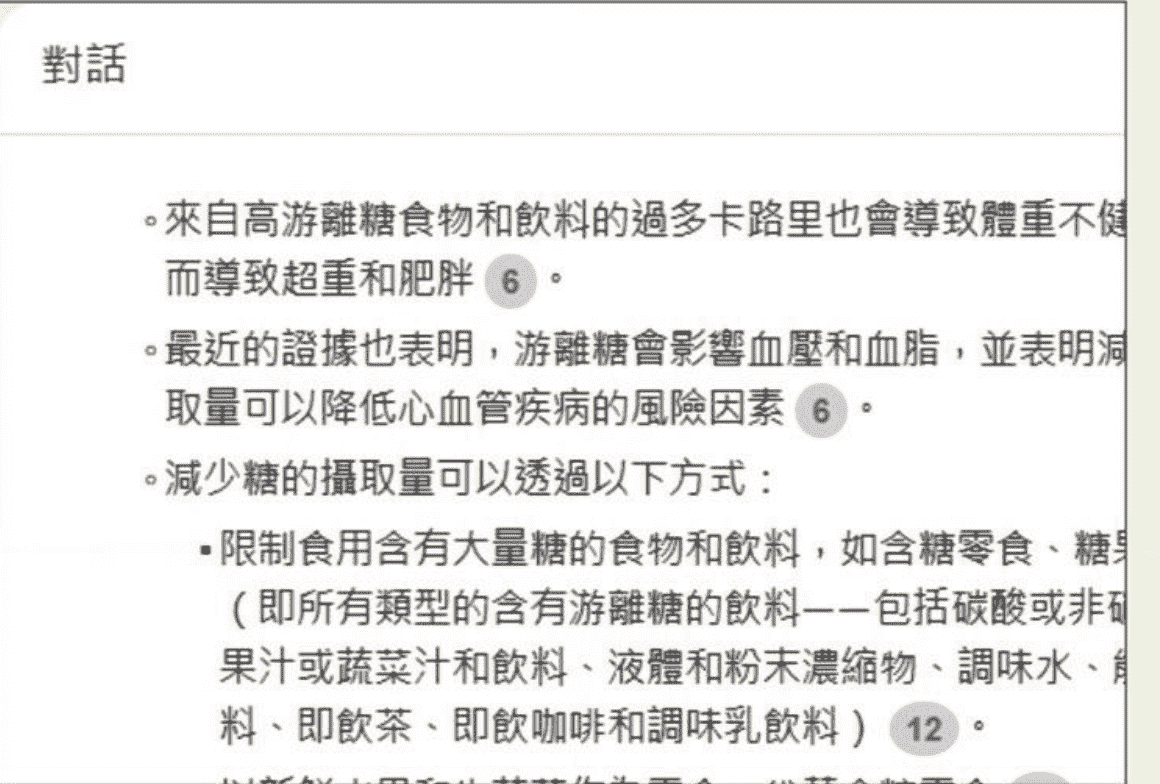 對話
◦來自高游離糖食物和飲料的過多卡路里也會導致體重不健
而導致超重和肥胖 6 。
◦最近的證據也表明，游離糖會影響血壓和血脂，並表明減
取量可以降低心血管疾病的風險因素 6 。
◦減少糖的攝取量可以透過以下方式：
▪限制食用含有大量糖的食物和飲料，如含糖零食、糖果
（即所有類型的含有游離糖的飲料——包括碳酸或非碳
果汁或蔬菜汁和飲料、液體和粉末濃縮物、調味水、能
料、即飲茶、即飲咖啡和調味乳飲料） 12 。